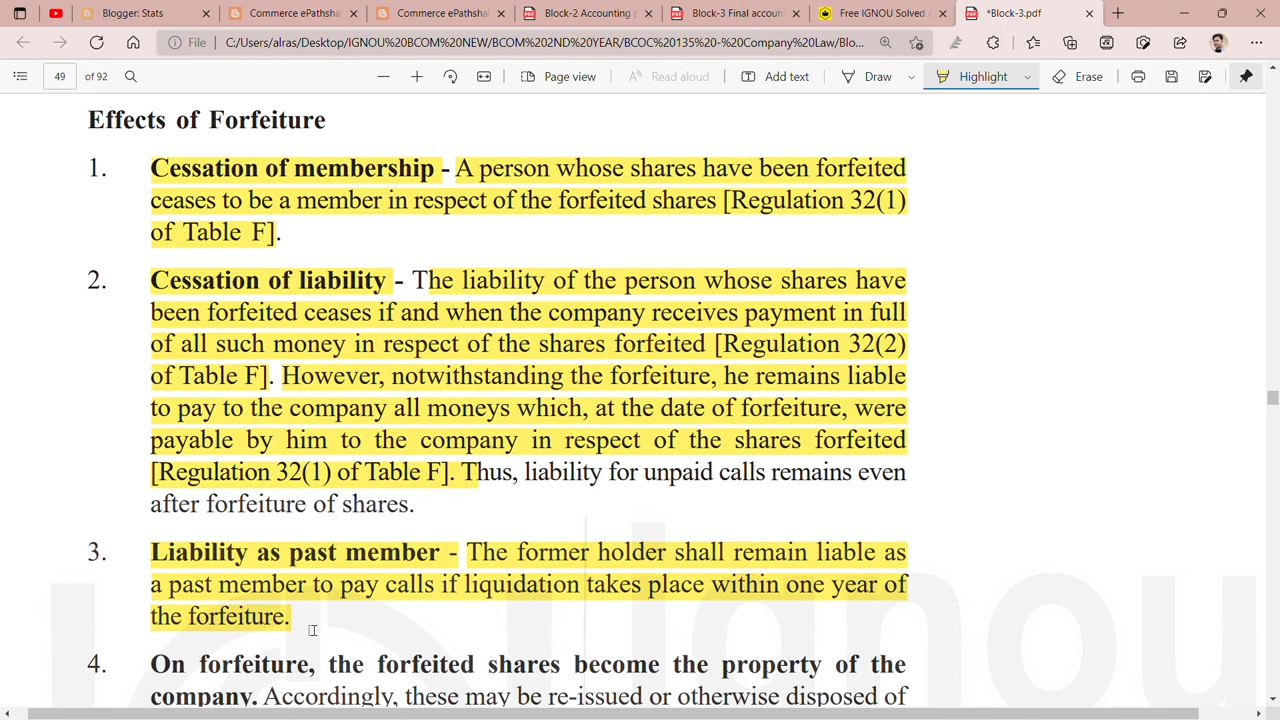 Blogger: Stats
Commerce ePathshal
Commerce ePathshal
Block-2 Accounting p
Block-3 Final accoun
Free IGNOU Solved A
*Block-3.pdf
File
C:/Users/alras/Desktop/IGNOU%20BCOM%20NEW/BCOM%202ND%20YEAR/BCOC%20135%20-%20Company%20Law/Blo...
49 of 92
Page view
Read aloud
Add text
Draw
Highlight
Erase
Effects of Forfeiture
1. Cessation of membership - A person whose shares have been forfeited
ceases to be a member in respect of the forfeited shares [Regulation 32(1)
of Table F].
2. Cessation of liability - The liability of the person whose shares have
been forfeited ceases if and when the company receives payment in full
of all such money in respect of the shares forfeited [Regulation 32(2)
of Table F]. However, notwithstanding the forfeiture, he remains liable
to pay to the company all moneys which, at the date of forfeiture, were
payable by him to the company in respect of the shares forfeited
[Regulation 32(1) of Table F]. Thus, liability for unpaid calls remains even
after forfeiture of shares.
3. Liability as past member - The former holder shall remain liable as
a past member to pay calls if liquidation takes place within one year of
the forfeiture.
4. On forfeiture, the forfeited shares become the property of the
company. Accordingly, these may be re-issued or otherwise disposed of
ignou